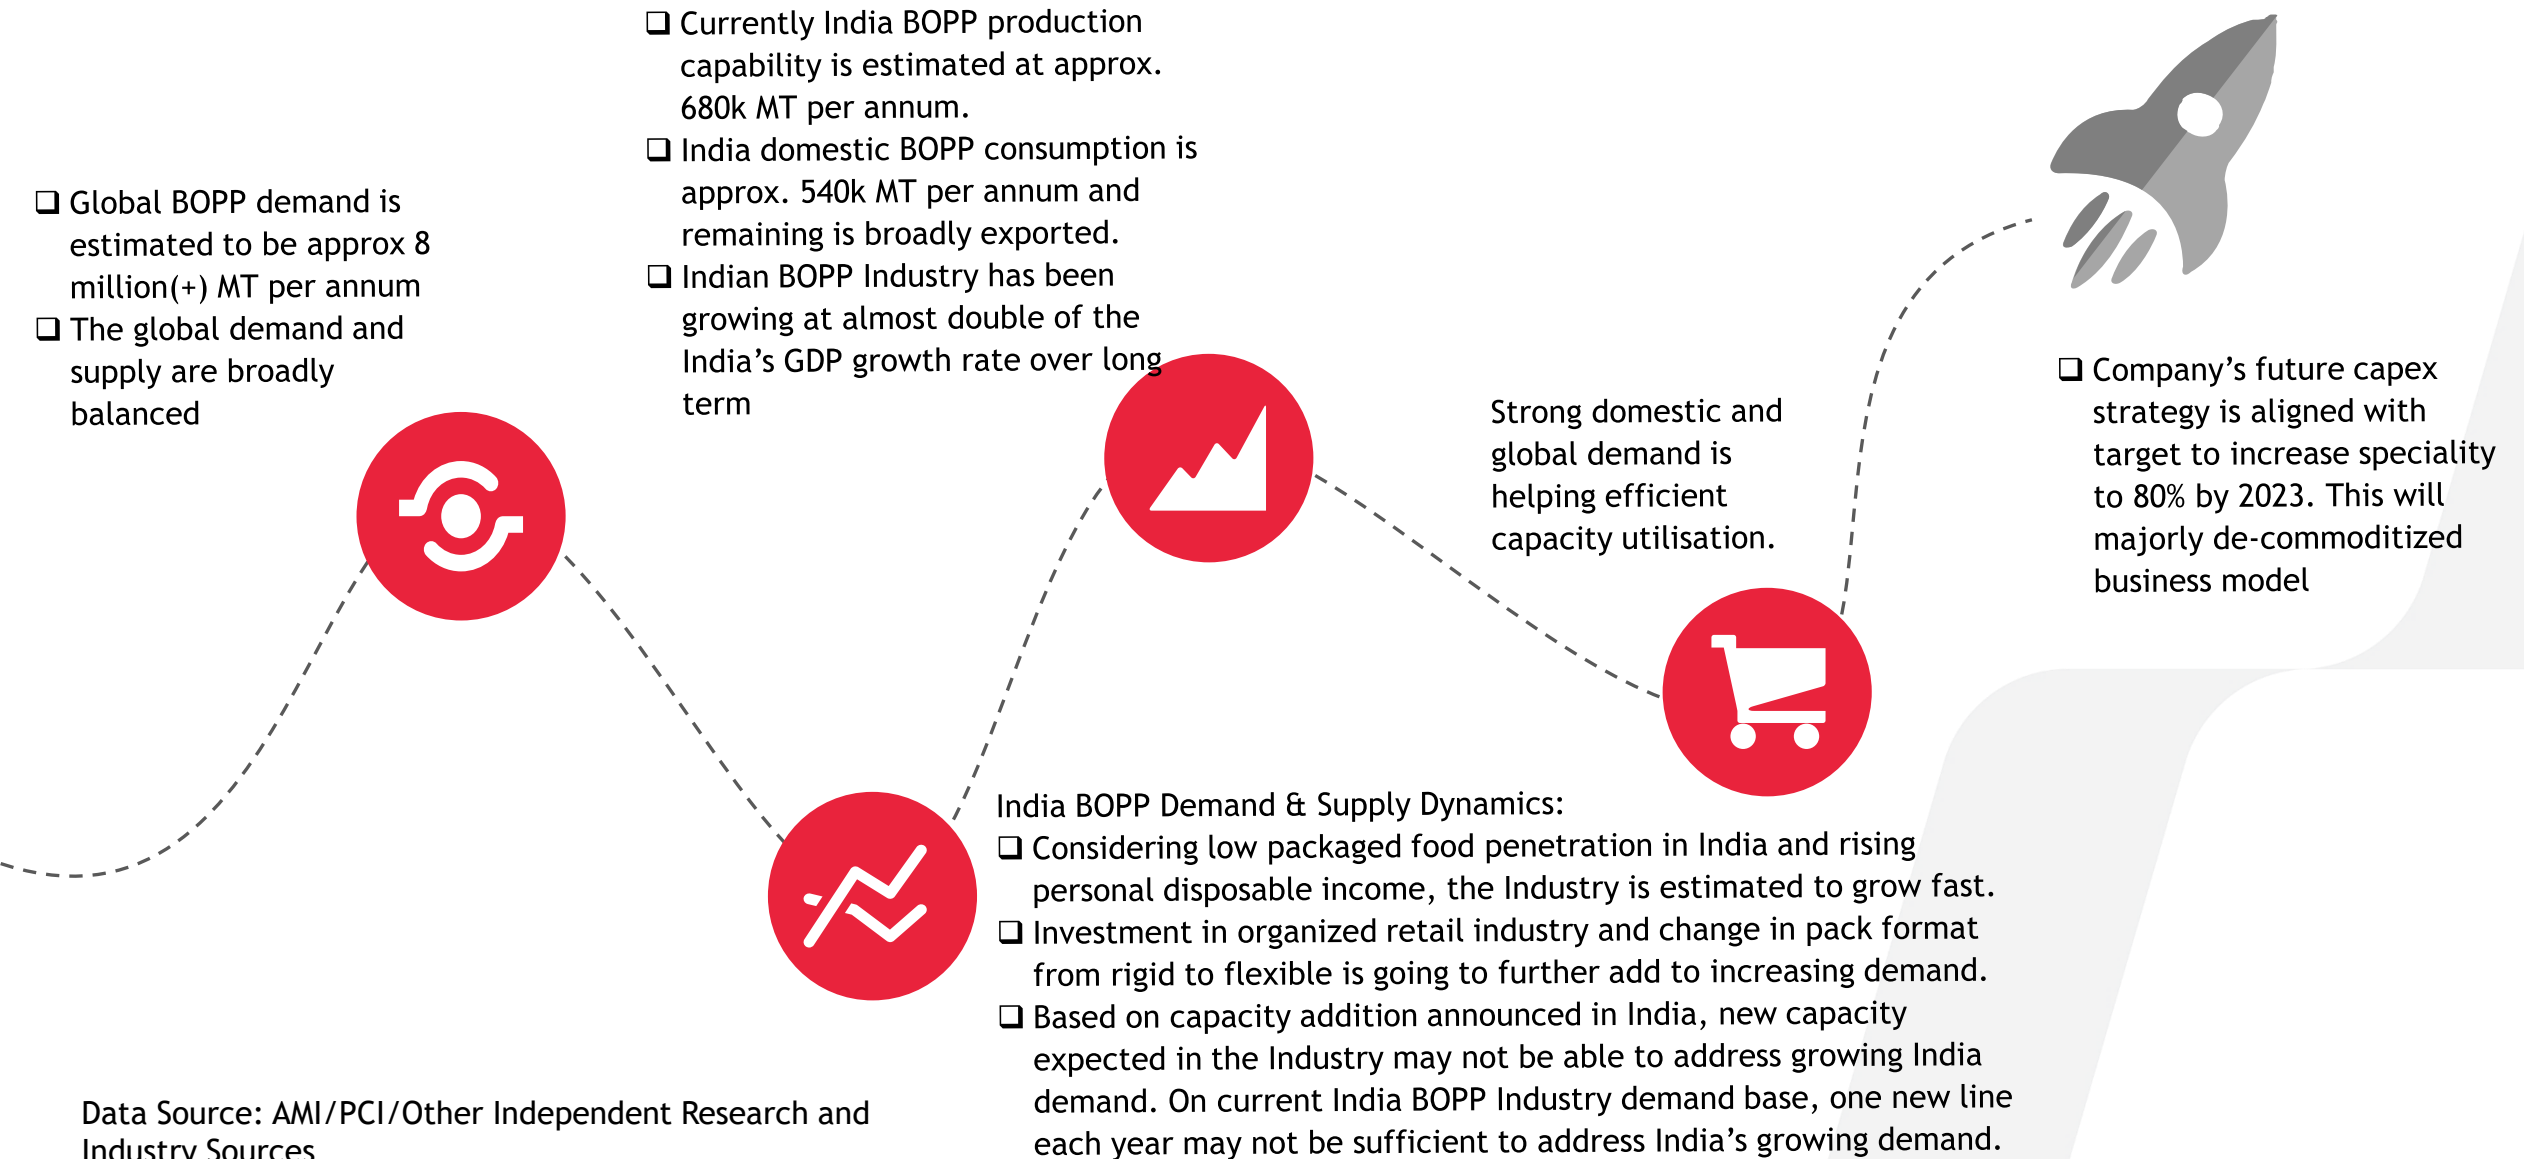 ❑ Global BOPP demand is
estimated to be approx 8
million(+) MT per annum
❑ The global demand and
supply are broadly
balanced
❑ Currently India BOPP production
capability is estimated at approx.
680k MT per annum.
❑ India domestic BOPP consumption is
approx. 540k MT per annum and
remaining is broadly exported.
❑ Indian BOPP Industry has been
growing at almost double of the
India’s GDP growth rate over long
term
Strong domestic and
global demand is
helping efficient
capacity utilisation.
❑ Company’s future capex
strategy is aligned with
target to increase speciality
to 80% by 2023. This will
majorly de-commoditized
business model
India BOPP Demand & Supply Dynamics:
❑ Considering low packaged food penetration in India and rising
personal disposable income, the Industry is estimated to grow fast.
❑ Investment in organized retail industry and change in pack format
from rigid to flexible is going to further add to increasing demand.
❑ Based on capacity addition announced in India, new capacity
expected in the Industry may not be able to address growing India
demand. On current India BOPP Industry demand base, one new line
each year may not be sufficient to address India’s growing demand.
Data Source: AMI/PCI/Other Independent Research and
Industry Sources